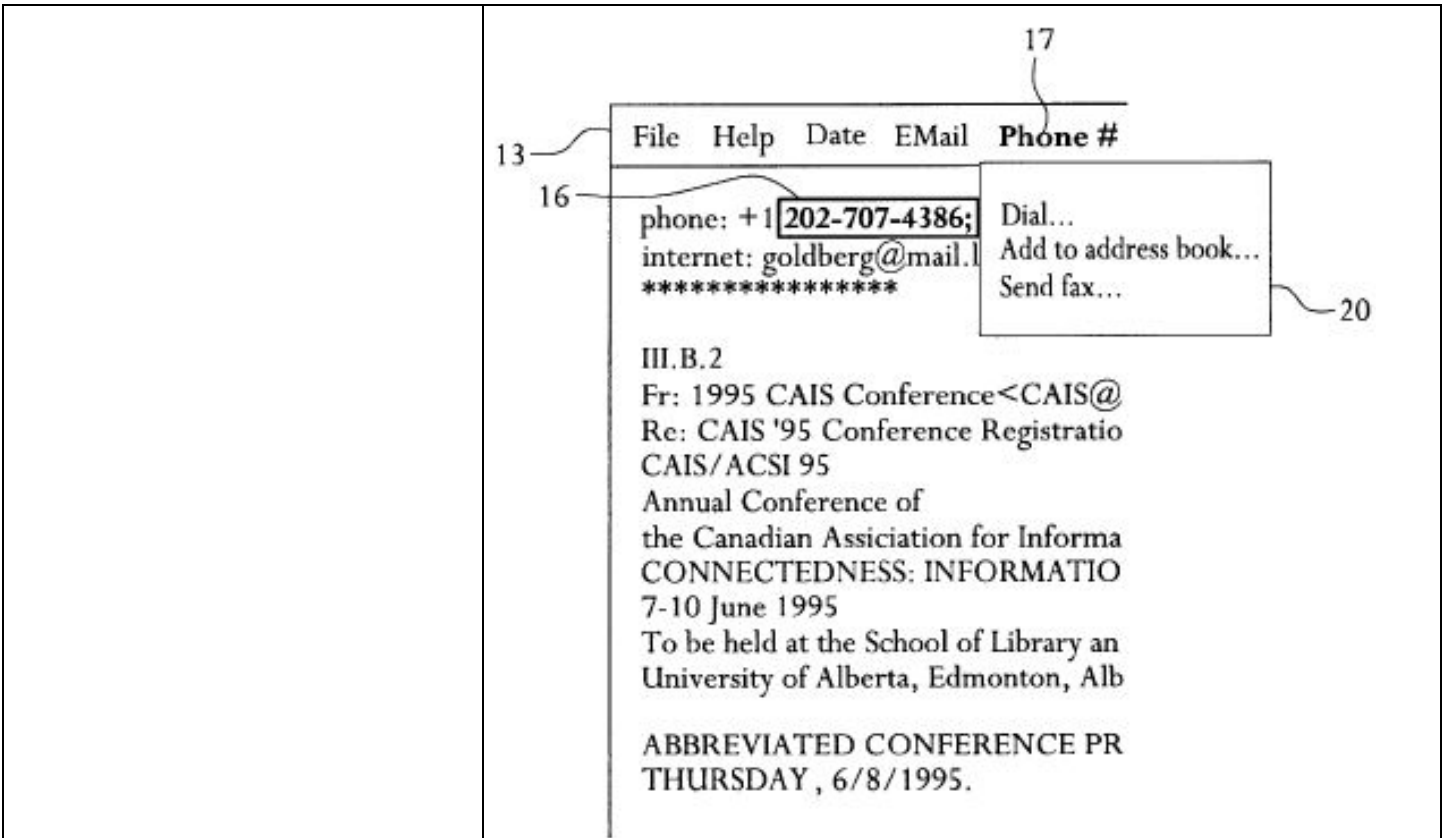 17
13
File Help Date EMail Phone #
16
phone: +1 202-707-4386;
internet: goldberg@mail.l
****************
Dial...
Add to address book...
Send fax...
20
III.B.2
Fr: 1995 CAIS Conference<CAIS@
Re: CAIS '95 Conference Registratio
CAIS/ACSI 95
Annual Conference of
the Canadian Assiciation for Informa
CONNECTEDNESS: INFORMATIO
7-10 June 1995
To be held at the School of Library an
University of Alberta, Edmonton, Alb
ABBREVIATED CONFERENCE PR
THURSDAY, 6/8/1995.